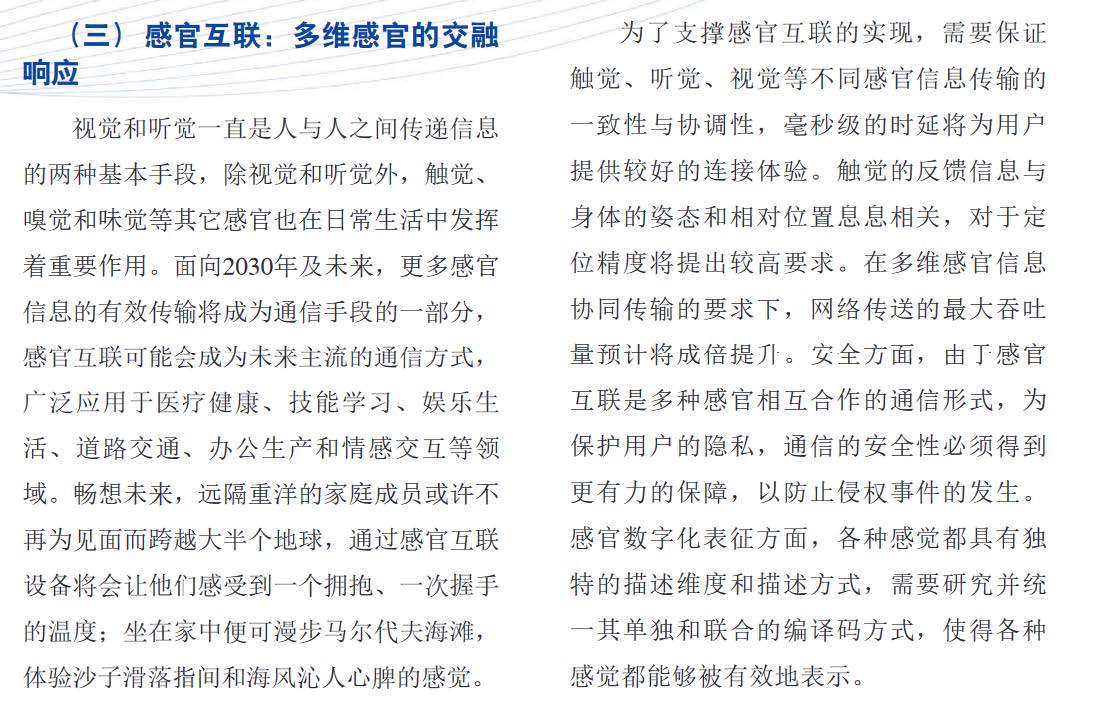 （三）感官互联：多维感官的交融
响应
视觉和听觉一直是人与人之间传递信息
的两种基本手段，除视觉和听觉外，触觉、
嗅觉和味觉等其它感官也在日常生活中发挥
着重要作用。面向2030年及未来，更多感官
信息的有效传输将成为通信手段的一部分，
感官互联可能会成为未来主流的通信方式，
广泛应用于医疗健康、技能学习、娱乐生
活、道路交通、办公生产和情感交互等领
域。畅想未来，远隔重洋的家庭成员或许不
再为见面而跨越大半个地球，通过感官互联
设备将会让他们感受到一个拥抱、一次握手
的温度；坐在家中便可漫步马尔代夫海滩，
体验沙子滑落指间和海风沁人心脾的感觉。
为了支撑感官互联的实现，需要保证
触觉、听觉、视觉等不同感官信息传输的
一致性与协调性，毫秒级的时延将为用户
提供较好的连接体验。触觉的反馈信息与
身体的姿态和相对位置息息相关，对于定
位精度将提出较高要求。在多维感官信息
协同传输的要求下，网络传送的最大吞吐
量预计将成倍提升。安全方面，由于感官
互联是多种感官相互合作的通信形式，为
保护用户的隐私，通信的安全性必须得到
更有力的保障，以防止侵权事件的发生。
感官数字化表征方面，各种感觉都具有独
特的描述维度和描述方式，需要研究并统
一其单独和联合的编译码方式，使得各种
感觉都能够被有效地表示。